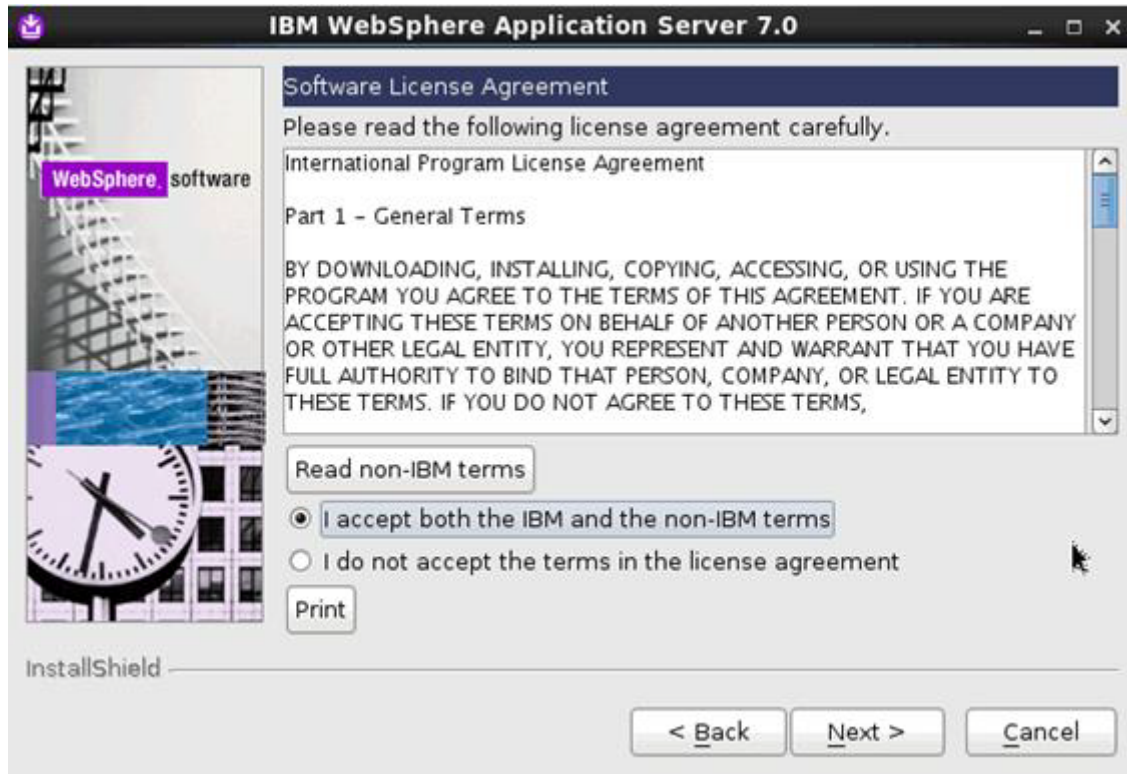 IBM WebSphere Application Server 7.0
WebSphere software
Software License Agreement
Please read the following license agreement carefully.
International Program License Agreement
Part 1 – General Terms
BY DOWNLOADING, INSTALLING, COPYING, ACCESSING, OR USING THE
PROGRAM YOU AGREE TO THE TERMS OF THIS AGREEMENT. IF YOU ARE
ACCEPTING THESE TERMS ON BEHALF OF ANOTHER PERSON OR A COMPANY
OR OTHER LEGAL ENTITY, YOU REPRESENT AND WARRANT THAT YOU HAVE
FULL AUTHORITY TO BIND THAT PERSON, COMPANY, OR LEGAL ENTITY TO
THESE TERMS. IF YOU DO NOT AGREE TO THESE TERMS,
Read non-IBM terms
I accept both the IBM and the non-IBM terms
I do not accept the terms in the license agreement
Print
InstallShield
< Back Next > Cancel